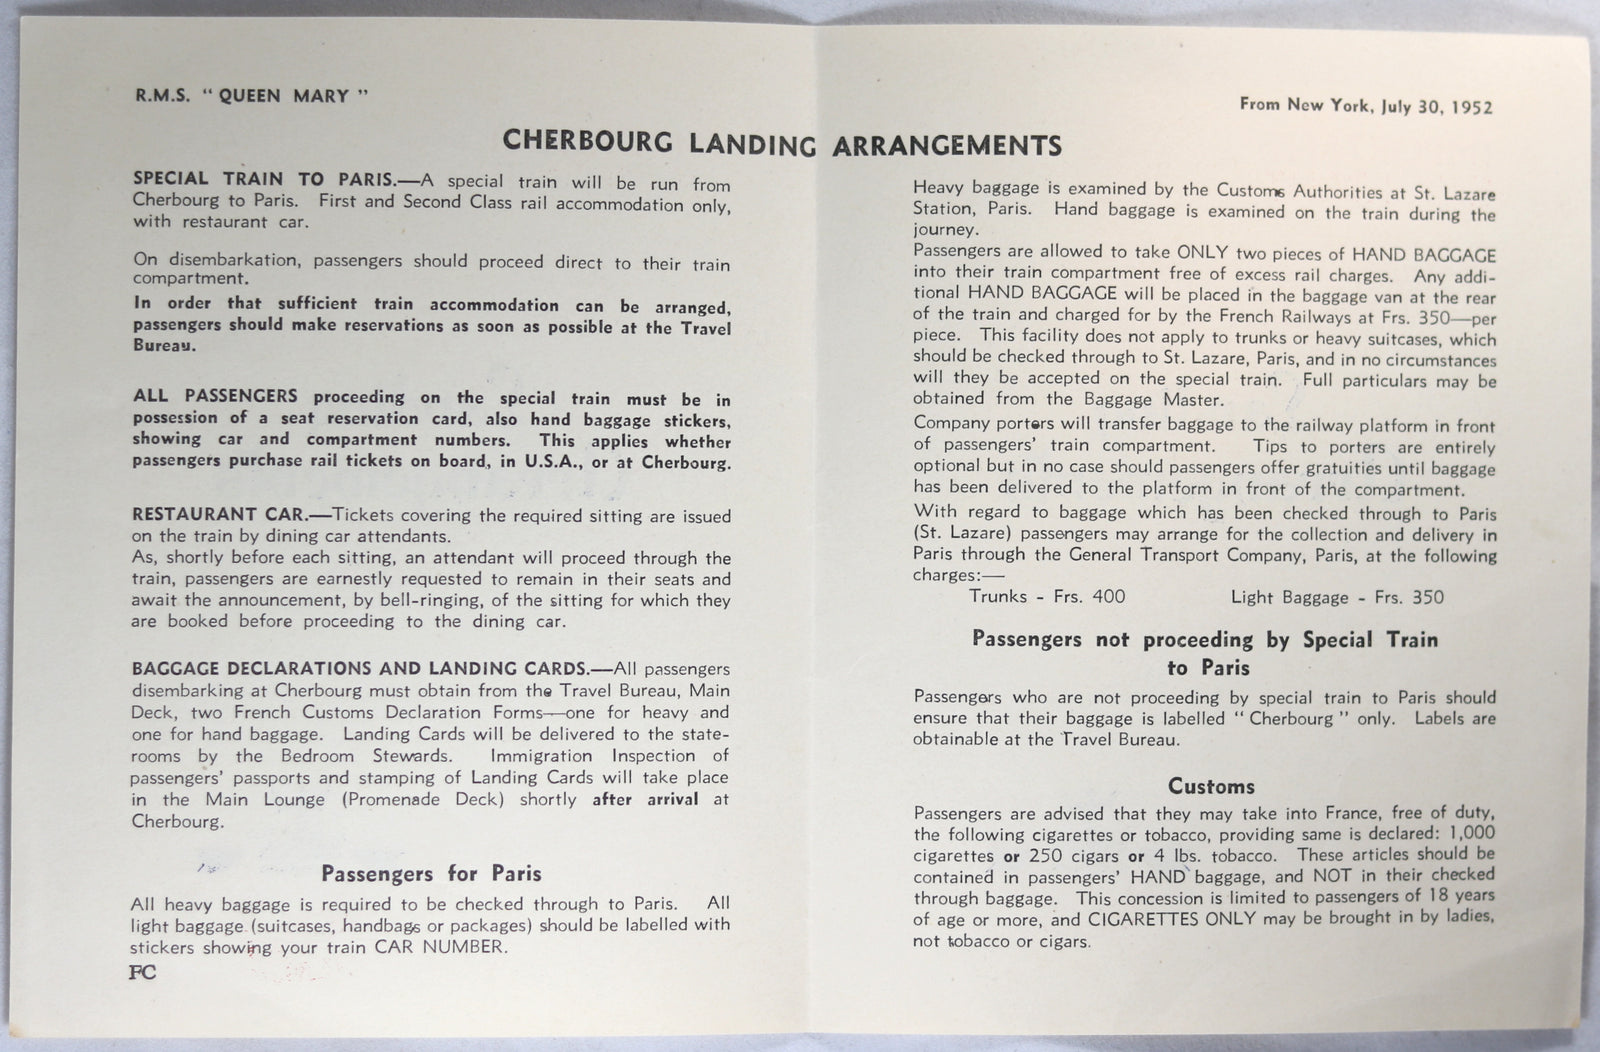 R.M.S. “ QUEEN MARY ”
From New York, July 30, 1952
CHERBOURG LANDING ARRANGEMENTS
SPECIAL TRAIN TO PARIS.—A special train will be run from
Cherbourg to Paris. First and Second Class rail accommodation only,
with restaurant car.
On disembarkation, passengers should proceed direct to their train
compartment.
In order that sufficient train accommodation can be arranged,
passengers should make reservations as soon as possible at the Travel
Bureau.
ALL PASSENGERS proceeding on the special train must be in
possession of a seat reservation card, also hand baggage stickers,
showing car and compartment numbers. This applies whether
passengers purchase rail tickets on board, in U.S.A., or at Cherbourg.
RESTAURANT CAR.—Tickets covering the required sitting are issued
on the train by dining car attendants.
As, shortly before each sitting, an attendant will proceed through the
train, passengers are earnestly requested to remain in their seats and
await the announcement, by bell-ringing, of the sitting for which they
are booked before proceeding to the dining car.
BAGGAGE DECLARATIONS AND LANDING CARDS.—All passengers
disembarking at Cherbourg must obtain from the Travel Bureau, Main
Deck, two French Customs Declaration Forms—one for heavy and
one for hand baggage. Landing Cards will be delivered to the state-
rooms by the Bedroom Stewards. Immigration Inspection of
passengers’ passports and stamping of Landing Cards will take place
in the Main Lounge (Promenade Deck) shortly after arrival at
Cherbourg.
Passengers for Paris
All heavy baggage is required to be checked through to Paris. All
light baggage (suitcases, handbags or packages) should be labelled with
stickers showing your train CAR NUMBER.
FC
Heavy baggage is examined by the Customs Authorities at St. Lazare
Station, Paris. Hand baggage is examined on the train during the
journey.
Passengers are allowed to take ONLY two pieces of HAND BAGGAGE
into their train compartment free of excess rail charges. Any addi-
tional HAND BAGGAGE will be placed in the baggage van at the rear
of the train and charged for by the French Railways at Frs. 350—per
piece. This facility does not apply to trunks or heavy suitcases, which
should be checked through to St. Lazare, Paris, and in no circumstances
will they be accepted on the special train. Full particulars may be
obtained from the Baggage Master.
Company porters will transfer baggage to the railway platform in front
of passengers’ train compartment. Tips to porters are entirely
optional but in no case should passengers offer gratuities until baggage
has been delivered to the platform in front of the compartment.
With regard to baggage which has been checked through to Paris
(St. Lazare) passengers may arrange for the collection and delivery in
Paris through the General Transport Company, Paris, at the following
charges:—
Trunks - Frs. 400 Light Baggage - Frs. 350
Passengers not proceeding by Special Train
to Paris
Passengers who are not proceeding by special train to Paris should
ensure that their baggage is labelled “ Cherbourg ” only. Labels are
obtainable at the Travel Bureau.
Customs
Passengers are advised that they may take into France, free of duty,
the following cigarettes or tobacco, providing same is declared: 1,000
cigarettes or 250 cigars or 4 lbs. tobacco. These articles should be
contained in passengers’ HAND baggage, and NOT in their checked
through baggage. This concession is limited to passengers of 18 years
of age or more, and CIGARETTES ONLY may be brought in by ladies,
not tobacco or cigars.